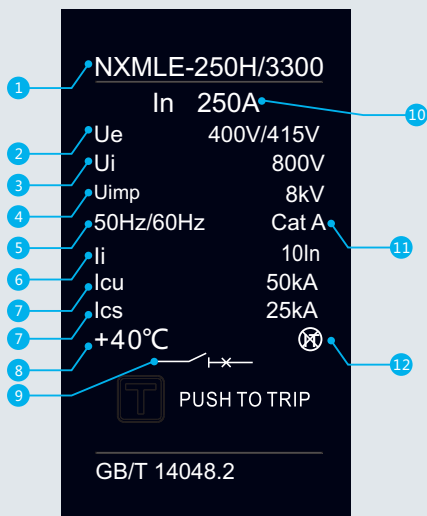 1 NXMLE-250H/3300
In 250A 10
2 Ue 400V/415V
3 Ui 800V
4 Uimp 8kV
5 50Hz/60Hz Cat A 11
6 Ii 10In
7 Icu 50kA
7 Ics 25kA
8 +40℃ IT 12
9
T PUSH TO TRIP
GB/T 14048.2